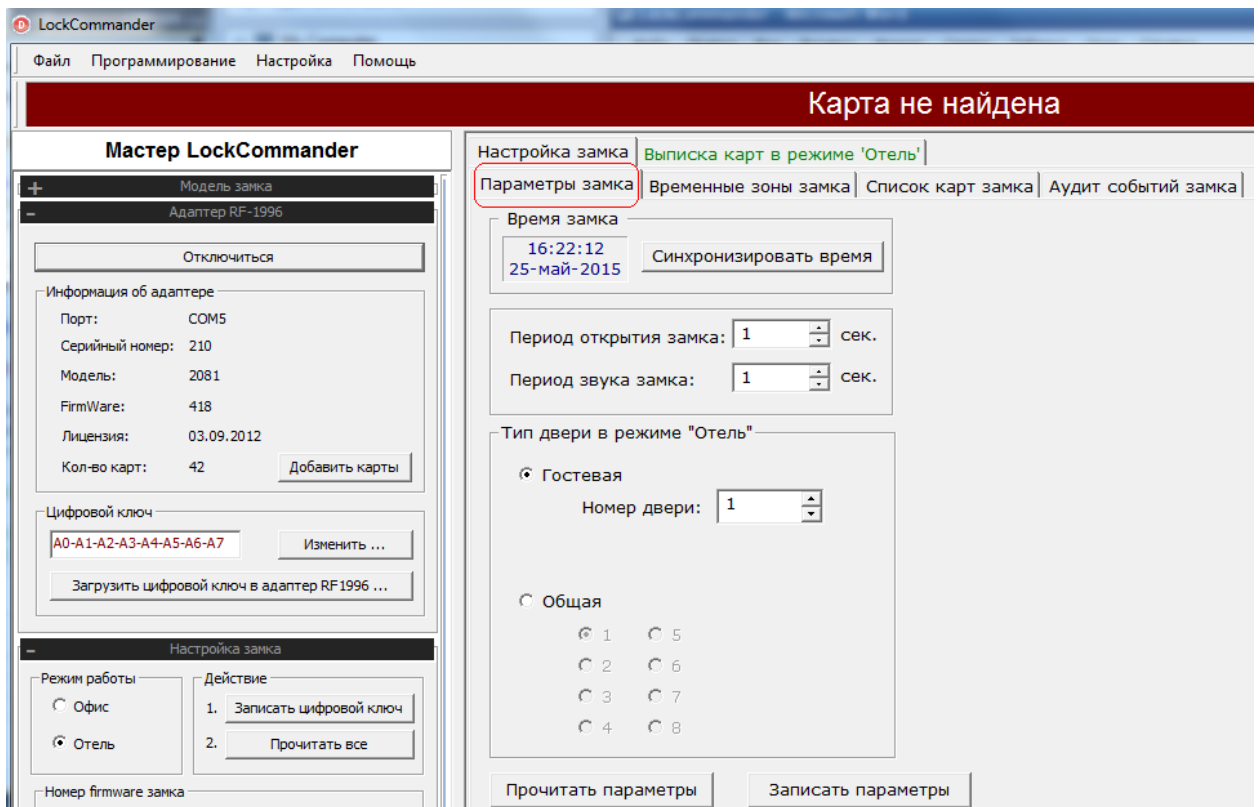 LockCommander
Файл Программирование Настройка Помощь
Карта не найдена
Мастер LockCommander
+ Модель замка
− Адаптер RF-1996
Отключиться
Информация об адаптере
Порт: COM5
Серийный номер: 210
Модель: 2081
FirmWare: 418
Лицензия: 03.09.2012
Кол-во карт: 42 Добавить карты
Цифровой ключ
A0-A1-A2-A3-A4-A5-A6-A7 Изменить ...
Загрузить цифровой ключ в адаптер RF1996 ...
− Настройка замка
Режим работы
Офис
Отель
Действие
1. Записать цифровой ключ
2. Прочитать все
Номер firmware замка
Настройка замка Выписка карт в режиме 'Отель'
Параметры замка Временные зоны замка Список карт замка Аудит событий замка
Время замка
16:22:12
25-май-2015
Синхронизировать время
Период открытия замка: 1 сек.
Период звука замка: 1 сек.
Тип двери в режиме "Отель"
Гостевая
Номер двери: 1
Общая
1 5
2 6
3 7
4 8
Прочитать параметры Записать параметры